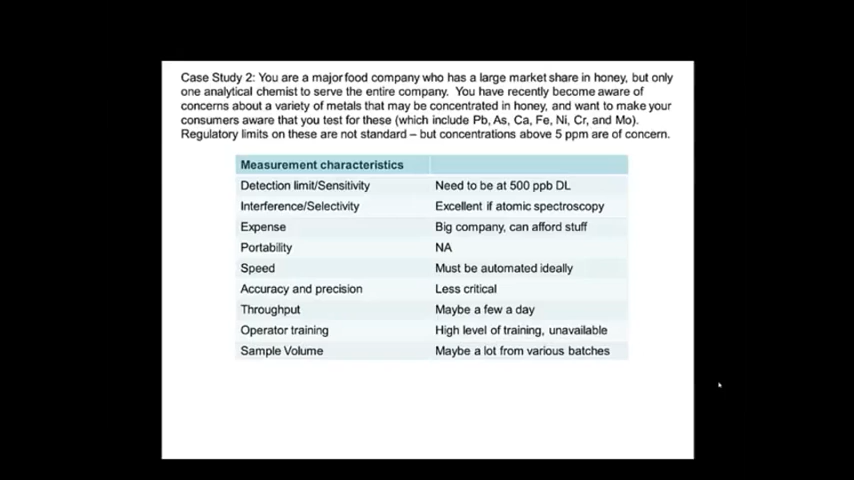 Case Study 2: You are a major food company who has a large market share in honey, but only
one analytical chemist to serve the entire company. You have recently become aware of
concerns about a variety of metals that may be concentrated in honey, and want to make your
consumers aware that you test for these (which include Pb, As, Ca, Fe, Ni, Cr, and Mo).
Regulatory limits on these are not standard – but concentrations above 5 ppm are of concern.
Measurement characteristics
Detection limit/Sensitivity Need to be at 500 ppb DL
Interference/Selectivity Excellent if atomic spectroscopy
Expense Big company, can afford stuff
Portability NA
Speed Must be automated ideally
Accuracy and precision Less critical
Throughput Maybe a few a day
Operator training High level of training, unavailable
Sample Volume Maybe a lot from various batches